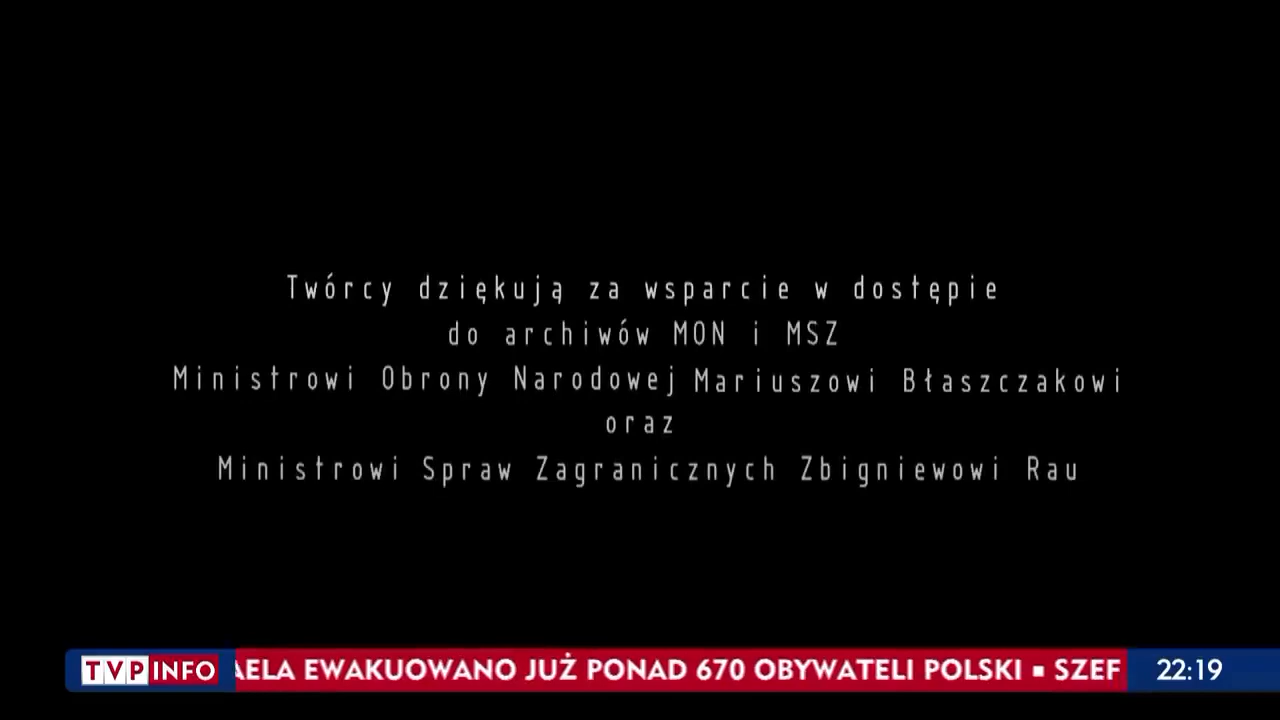 Twórcy dziękują za wsparcie w dostępie
do archiwów MON i MSZ
Ministrowi Obrony Narodowej Mariuszowi Błaszczakowi
oraz
Ministrowi Spraw Zagranicznych Zbigniewowi Rau
TVP INFO AELA EWAKUOWANO JUŻ PONAD 670 OBYWATELI POLSKI ▪ SZEF 22:19